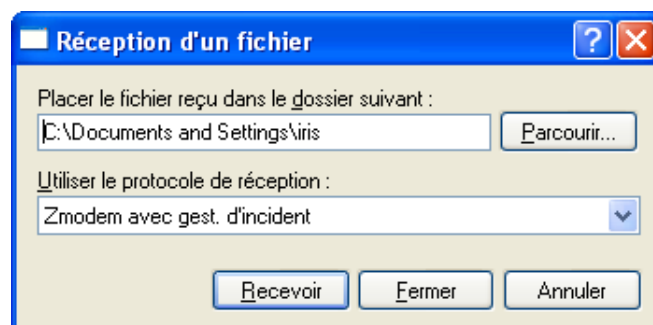 Réception d'un fichier
?
Placer le fichier reçu dans le dossier suivant :
C:\Documents and Settings\iris
Parcourir...
Utiliser le protocole de réception :
Zmodem avec gest. d'incident
Recevoir
Fermer
Annuler